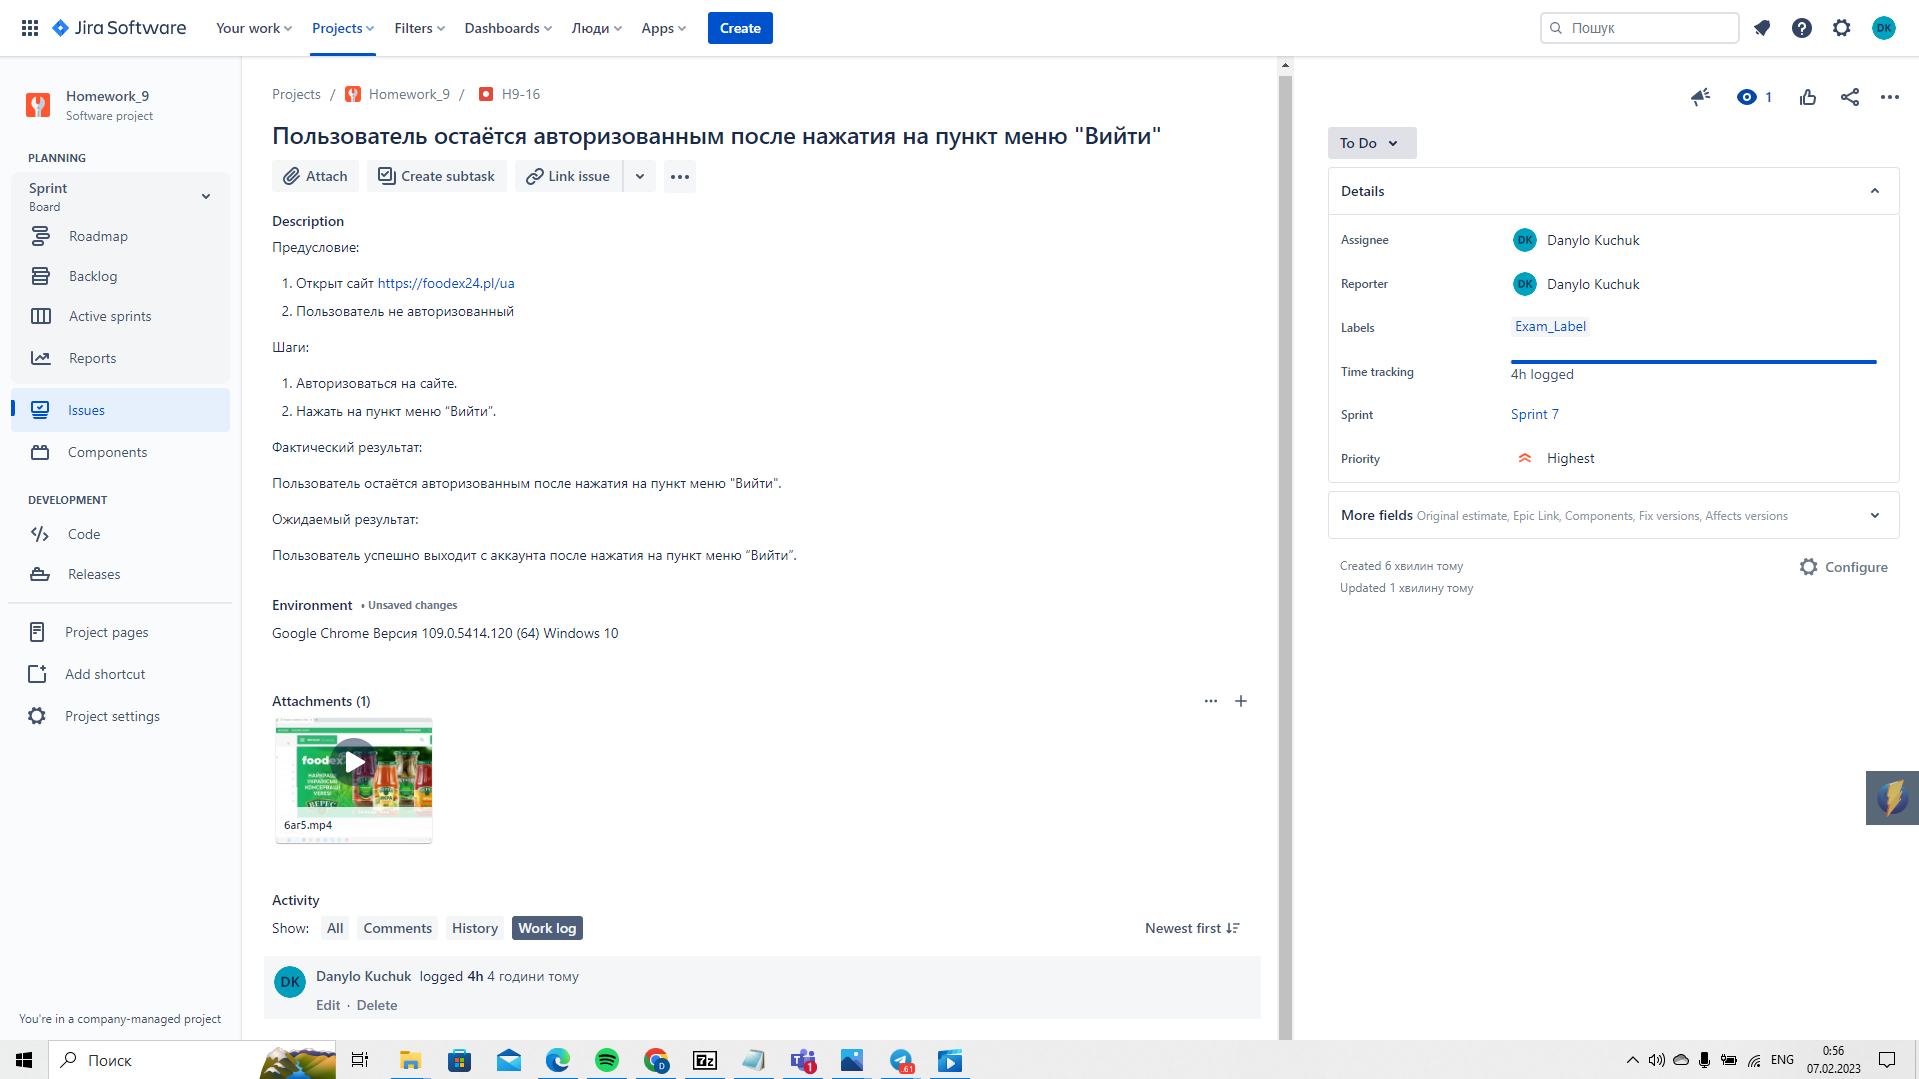 Jira Software
Your work
Projects
Filters
Dashboards
Люди
Apps
Create
Пошук
DK
Homework_9
Software project
PLANNING
Sprint
Board
Roadmap
Backlog
Active sprints
Reports
Issues
Components
DEVELOPMENT
Code
Releases
Project pages
Add shortcut
Project settings
You're in a company-managed project
Projects / Homework_9 / H9-16
Пользователь остаётся авторизованным после нажатия на пункт меню "Вийти"
Attach
Create subtask
Link issue
Description
Предусловие:
1. Открыт сайт https://foodex24.pl/ua
2. Пользователь не авторизованный
Шаги:
1. Авторизоваться на сайте.
2. Нажать на пункт меню “Вийти”.
Фактический результат:
Пользователь остаётся авторизованным после нажатия на пункт меню "Вийти".
Ожидаемый результат:
Пользователь успешно выходит с аккаунта после нажатия на пункт меню “Вийти”.
Environment • Unsaved changes
Google Chrome Версия 109.0.5414.120 (64) Windows 10
Attachments (1)
foodex
НАЙКРАЩІ
УКРАЇНСЬКІ
КОНСЕРВАЦІЇ
VERES!
ВЕРЕС
баг5.mp4
Activity
Show:
All
Comments
History
Work log
Newest first
DK
Danylo Kuchuk logged 4h 4 години тому
Edit · Delete
1
To Do
Details
Assignee
DK Danylo Kuchuk
Reporter
DK Danylo Kuchuk
Labels
Exam_Label
Time tracking
4h logged
Sprint
Sprint 7
Priority
Highest
More fields Original estimate, Epic Link, Components, Fix versions, Affects versions
Created 6 хвилин тому
Configure
Updated 1 хвилину тому
Поиск
D
7z
1
.61
ENG
0:56
07.02.2023